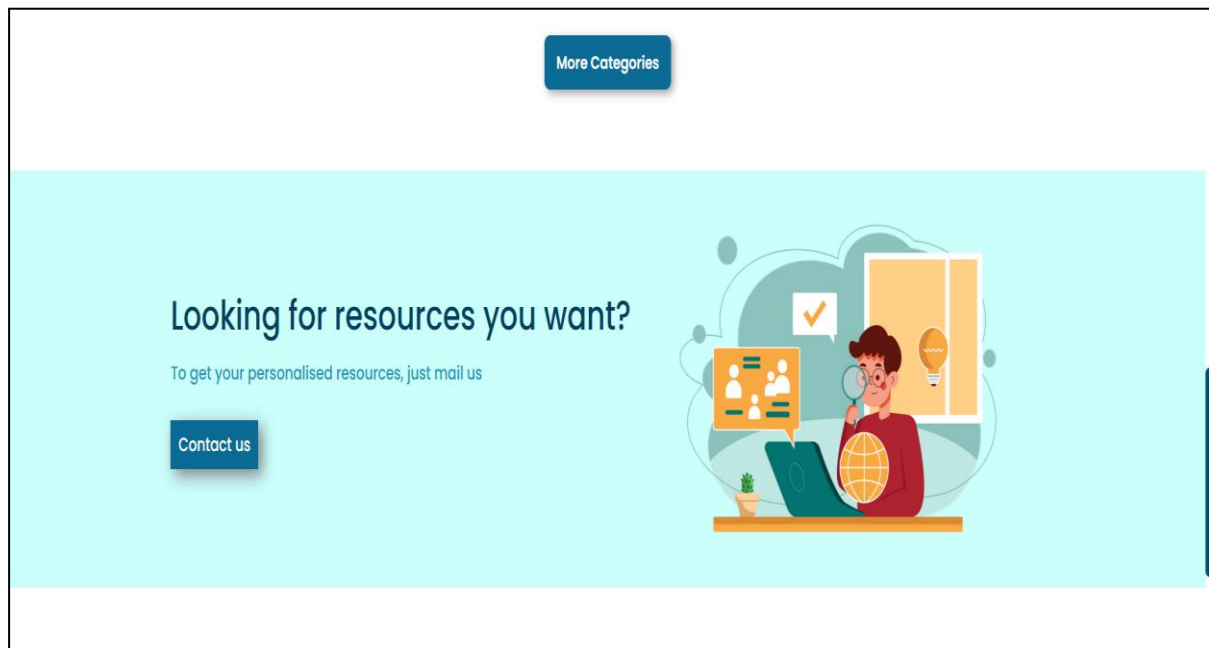 More Categories
Looking for resources you want?
To get your personalised resources, just mail us
Contact us